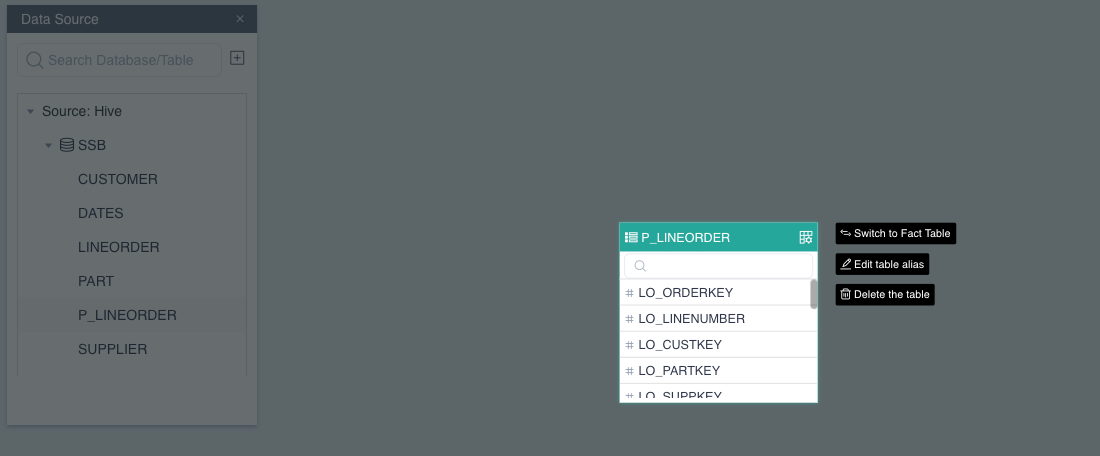 Data Source
Search Database/Table
Source: Hive
SSB
CUSTOMER
DATES
LINEORDER
PART
P_LINEORDER
SUPPLIER
P_LINEORDER
LO_ORDERKEY
LO_LINENUMBER
LO_CUSTKEY
LO_PARTKEY
LO_SUPPKEY
Switch to Fact Table
Edit table alias
Delete the table